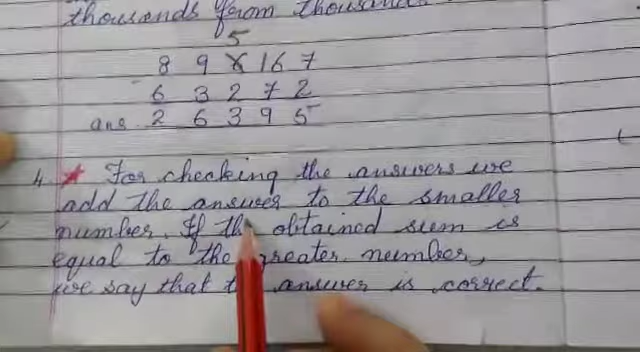 thousands from thousands
5
8 9 6 16 7
- 6 3 2 7 2
ans. 2 6 3 9 5
4. * For checking the answers we
add the answer to the smaller
number. If the obtained sum is
equal to the greater number,
we say that the answer is correct.